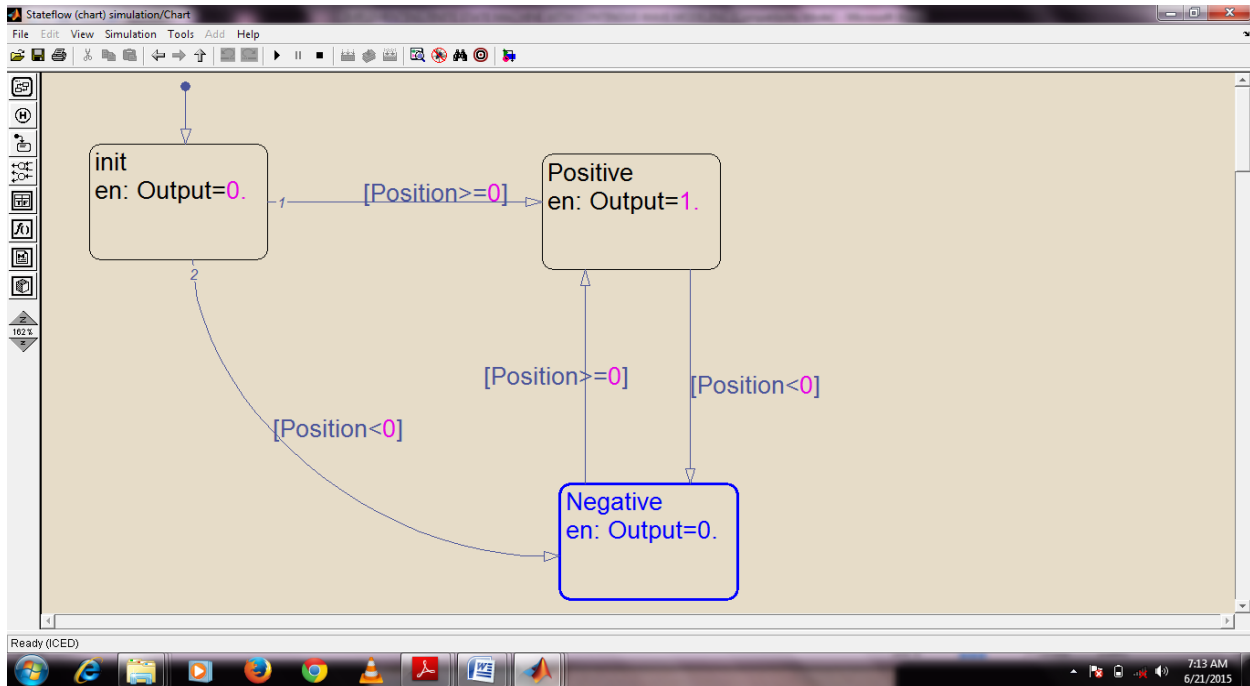 Stateflow (chart) simulation/Chart
File Edit View Simulation Tools Add Help
init
en: Output=0.
1
[Position>=0]
Positive
en: Output=1.
2
[Position>=0]
[Position<0]
[Position<0]
Negative
en: Output=0.
162 %
Ready (ICED)
7:13 AM
6/21/2015